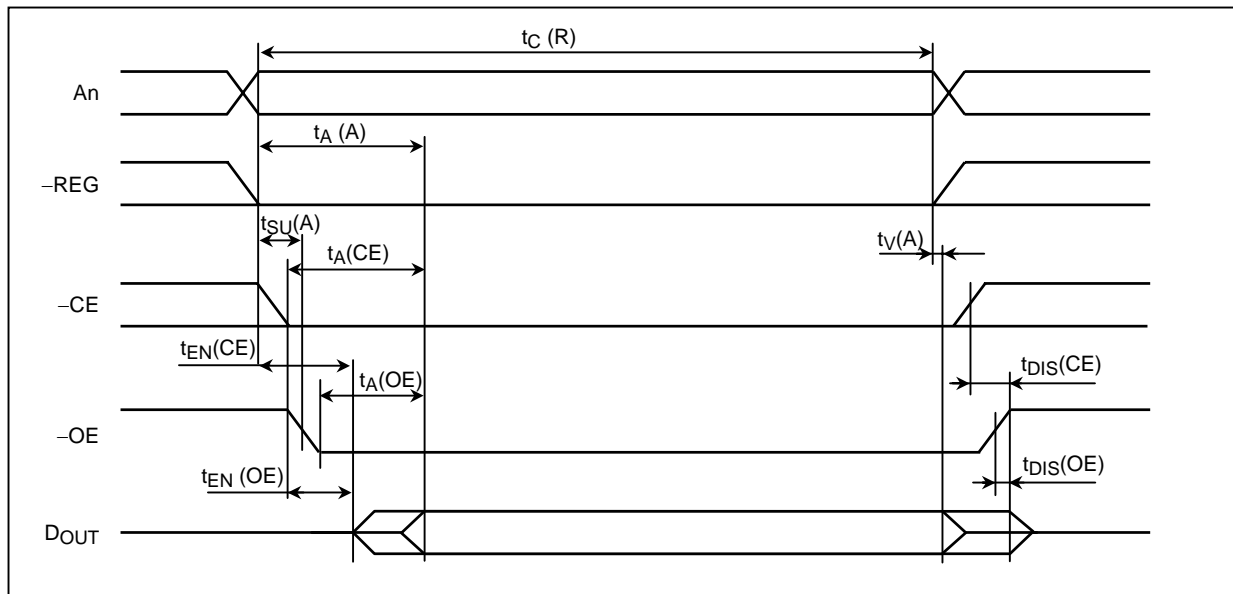 tC (R)
An
tA (A)
–REG
tSU(A)
tA(CE)
tV(A)
–CE
tEN(CE)
tA(OE)
tDIS(CE)
–OE
tEN (OE)
tDIS(OE)
DOUT